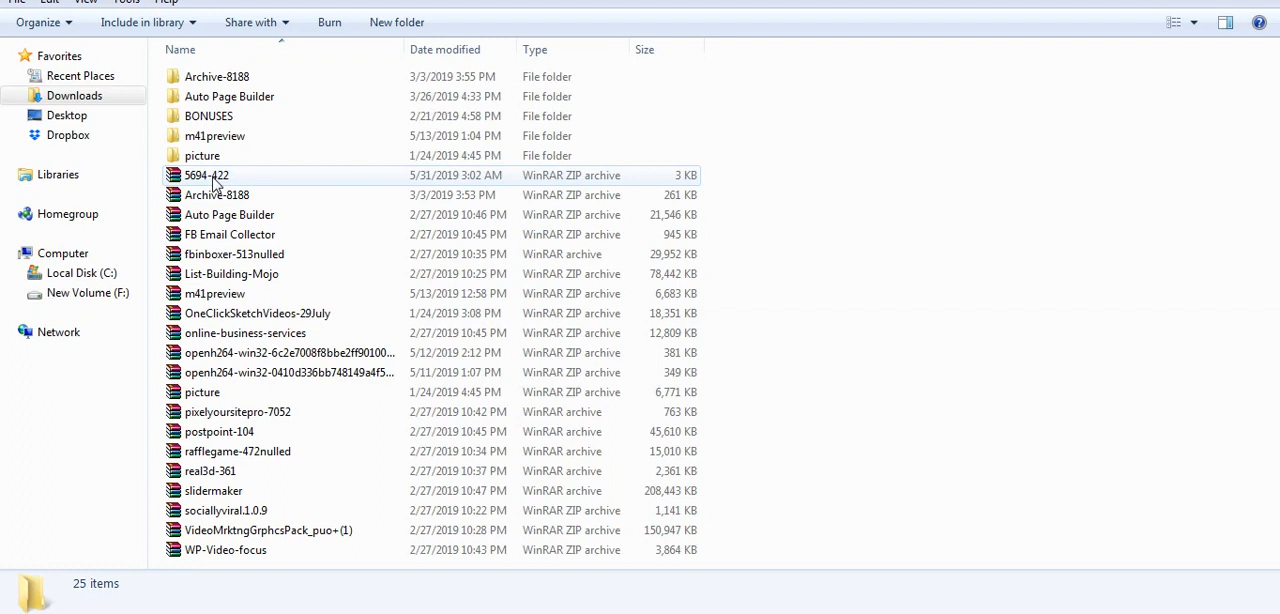 File Edit View Tools Help
Organize Include in library Share with Burn New folder
Favorites
Recent Places
Downloads
Desktop
Dropbox
Libraries
Homegroup
Computer
Local Disk (C:)
New Volume (F:)
Network
Name Date modified Type Size
Archive-8188 3/3/2019 3:55 PM File folder
Auto Page Builder 3/26/2019 4:33 PM File folder
BONUSES 2/21/2019 4:58 PM File folder
m41preview 5/13/2019 1:04 PM File folder
picture 1/24/2019 4:45 PM File folder
5694-422 5/31/2019 3:02 AM WinRAR ZIP archive 3 KB
Archive-8188 3/3/2019 3:53 PM WinRAR ZIP archive 261 KB
Auto Page Builder 2/27/2019 10:46 PM WinRAR ZIP archive 21,546 KB
FB Email Collector 2/27/2019 10:45 PM WinRAR ZIP archive 945 KB
fbinboxer-513nulled 2/27/2019 10:35 PM WinRAR archive 29,952 KB
List-Building-Mojo 2/27/2019 10:25 PM WinRAR ZIP archive 78,442 KB
m41preview 5/13/2019 12:58 PM WinRAR ZIP archive 6,683 KB
OneClickSketchVideos-29July 1/24/2019 3:08 PM WinRAR ZIP archive 18,351 KB
online-business-services 2/27/2019 10:45 PM WinRAR ZIP archive 12,809 KB
openh264-win32-6c2e7008f8bbe2ff90100... 5/12/2019 2:12 PM WinRAR ZIP archive 381 KB
openh264-win32-0410d336bb748149a4f5... 5/11/2019 1:07 PM WinRAR ZIP archive 349 KB
picture 1/24/2019 4:45 PM WinRAR ZIP archive 6,771 KB
pixelyoursitepro-7052 2/27/2019 10:42 PM WinRAR archive 763 KB
postpoint-104 2/27/2019 10:45 PM WinRAR ZIP archive 45,610 KB
rafflegame-472nulled 2/27/2019 10:34 PM WinRAR archive 15,010 KB
real3d-361 2/27/2019 10:37 PM WinRAR archive 2,361 KB
slidermaker 2/27/2019 10:47 PM WinRAR archive 208,443 KB
sociallyviral.1.0.9 2/27/2019 10:22 PM WinRAR ZIP archive 1,141 KB
VideoMrktngGrphcsPack_puo+(1) 2/27/2019 10:28 PM WinRAR ZIP archive 150,947 KB
WP-Video-focus 2/27/2019 10:43 PM WinRAR ZIP archive 3,864 KB
25 items